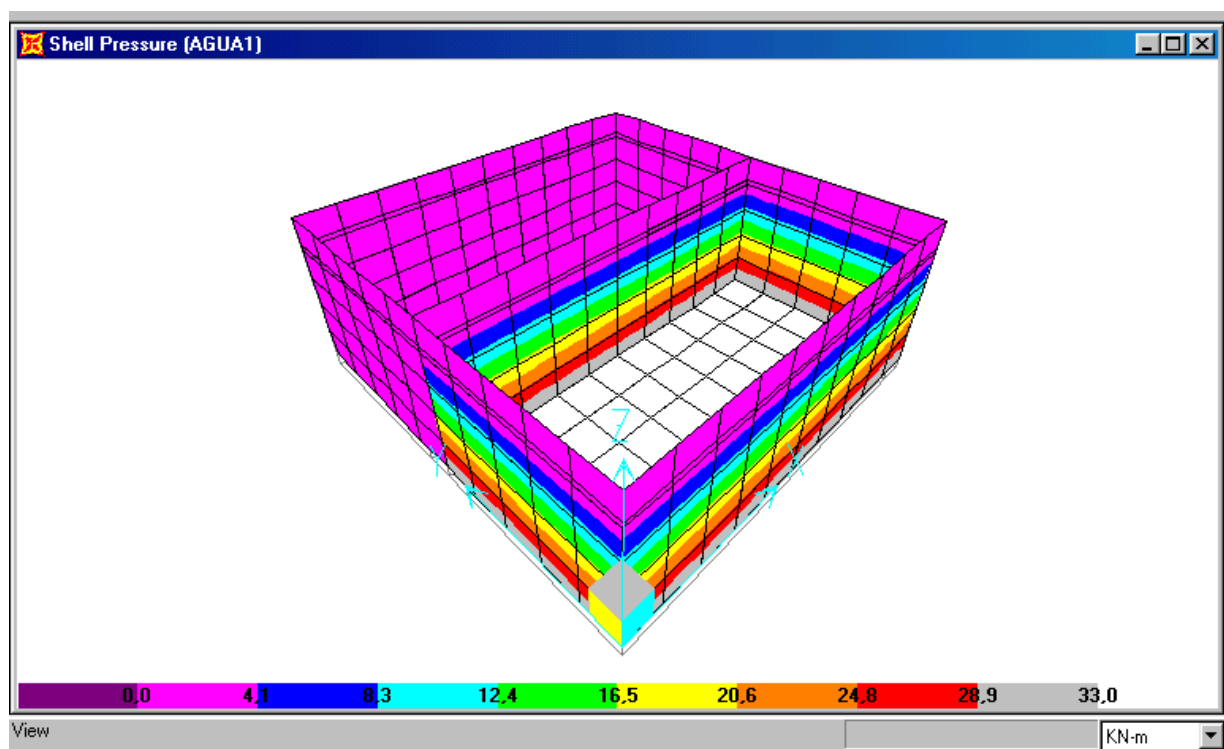 Shell Pressure (AGUA1)
Z
Y X
0,0 4,1 8,3 12,4 16,5 20,6 24,8 28,9 33,0
View KN-m